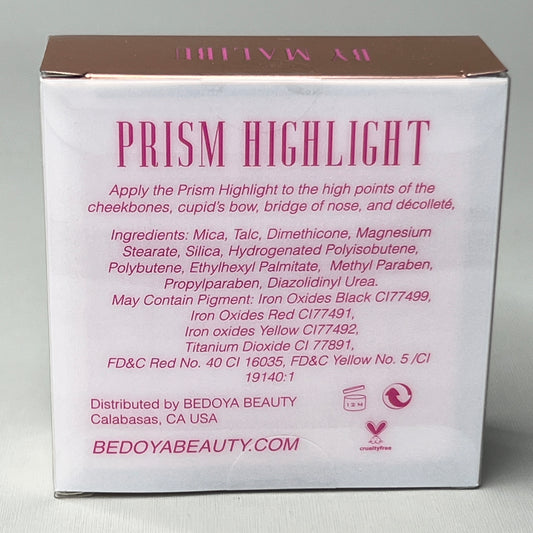 BY MALIBU
PRISM HIGHLIGHT
Apply the Prism Highlight to the high points of the
cheekbones, cupid's bow, bridge of nose, and décolleté,
Ingredients: Mica, Talc, Dimethicone, Magnesium
Stearate, Silica, Hydrogenated Polyisobutene,
Polybutene, Ethylhexyl Palmitate, Methyl Paraben,
Propylparaben, Diazolidinyl Urea.
May Contain Pigment: Iron Oxides Black CI77499,
Iron Oxides Red CI77491,
Iron oxides Yellow CI77492,
Titanium Dioxide CI 77891,
FD&C Red No. 40 CI 16035, FD&C Yellow No. 5 /CI
19140:1
Distributed by BEDOYA BEAUTY
Calabasas, CA USA
12M
BEDOYABEAUTY.COM
crueltyfree